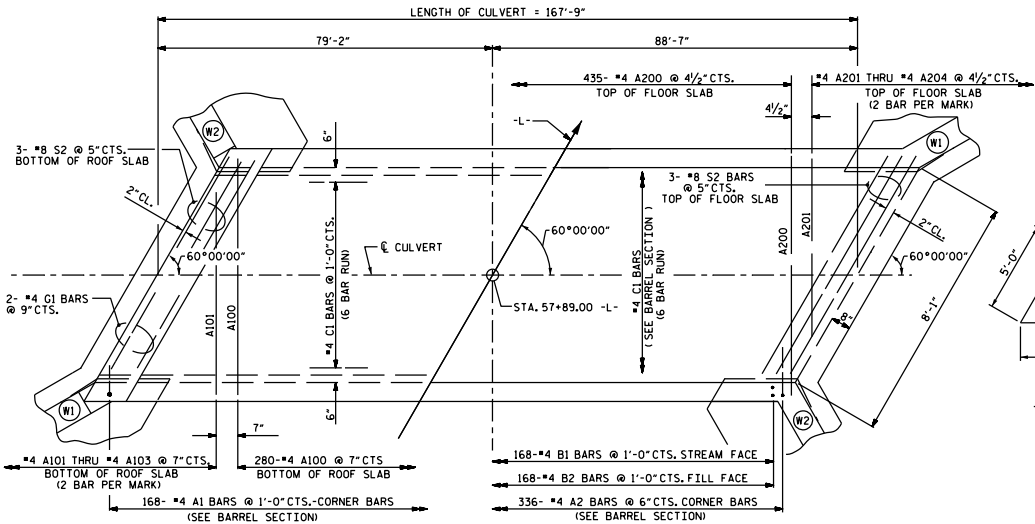 LENGTH OF CULVERT = 167'-9"
79'-2"
88'-7"
435- #4 A200 @ 4½" CTS.
TOP OF FLOOR SLAB
#4 A201 THRU #4 A204 @ 4½" CTS.
TOP OF FLOOR SLAB
(2 BAR PER MARK)
4½"
-L-
W2
W1
3- #8 S2 @ 5" CTS.
BOTTOM OF ROOF SLAB
6"
3- #8 S2 BARS
@ 5" CTS.
TOP OF FLOOR SLAB
2" CL.
2" CL.
60°00'00"
℄ CULVERT
60°00'00"
60°00'00"
A200
A201
5'-0"
8'-1"
8"
2- #4 G1 BARS
@ 9" CTS.
A101
A100
#4 C1 BARS @ 1'-0" CTS.
(6 BAR RUN)
STA. 57+89.00 -L-
#4 C1 BARS
(SEE BARREL SECTION)
(6 BAR RUN)
6"
W1
W2
7"
#4 A101 THRU #4 A103 @ 7" CTS.
BOTTOM OF ROOF SLAB
(2 BAR PER MARK)
280-#4 A100 @ 7" CTS
BOTTOM OF ROOF SLAB
168- #4 A1 BARS @ 1'-0" CTS.-CORNER BARS
(SEE BARREL SECTION)
168-#4 B1 BARS @ 1'-0" CTS. STREAM FACE
168-#4 B2 BARS @ 1'-0" CTS. FILL FACE
336- #4 A2 BARS @ 6" CTS. CORNER BARS
(SEE BARREL SECTION)